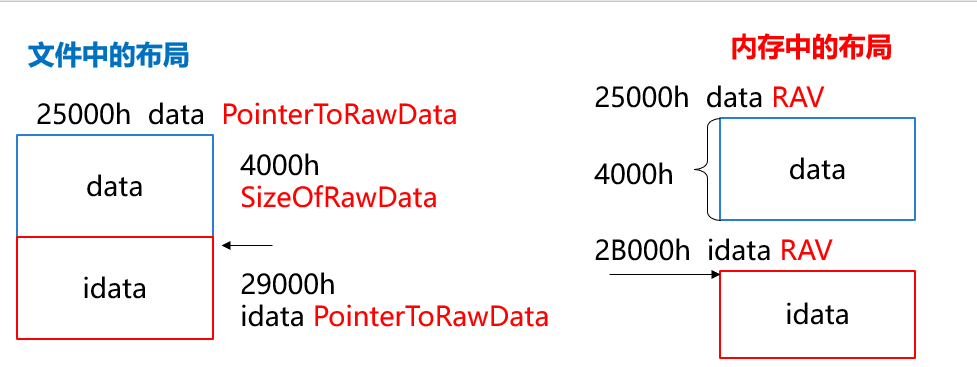 文件中的布局
25000h data PointerToRawData
data
4000h
SizeOfRawData
idata
29000h
idata PointerToRawData
内存中的布局
25000h data RAV
4000h
data
2B000h idata RAV
idata